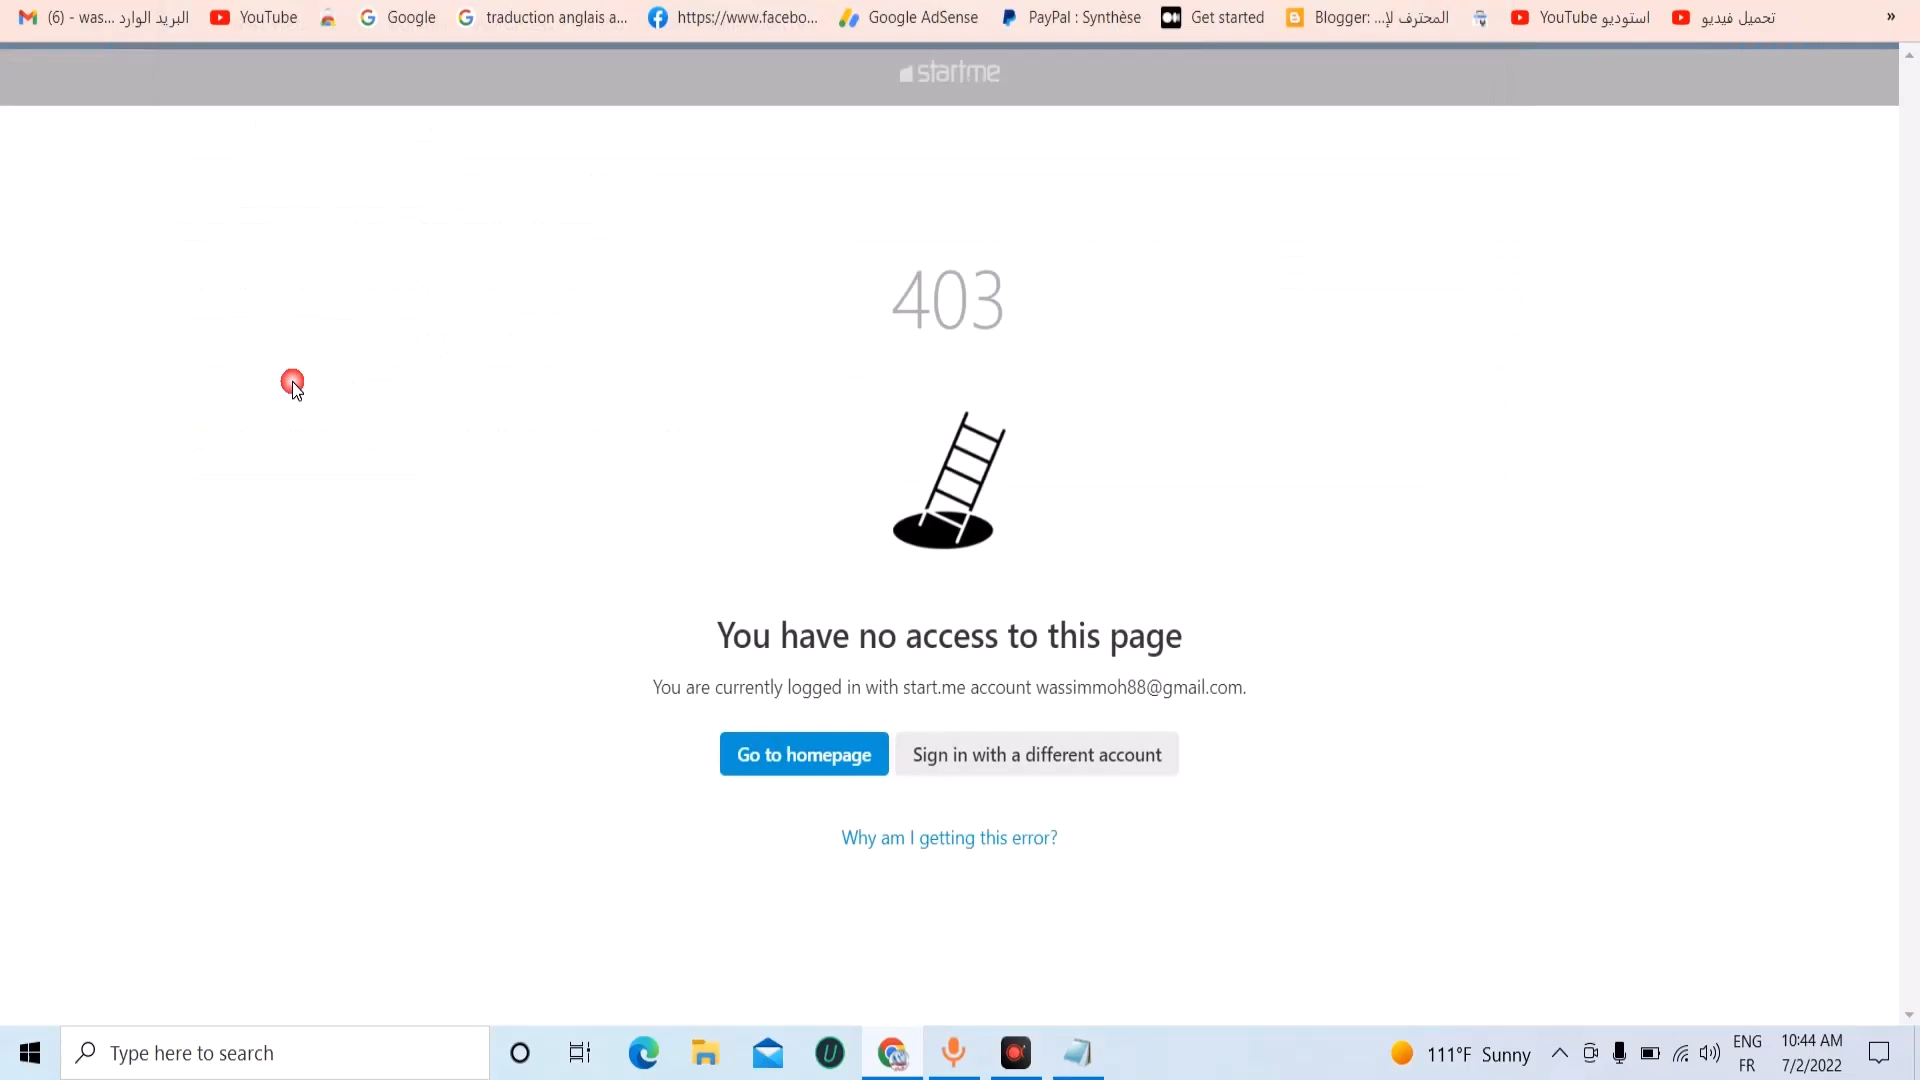 (6) - was... البريد الوارد
YouTube
Google
traduction anglais a...
https://www.facebo...
Google AdSense
PayPal : Synthèse
Get started
Blogger: ...المحترف لإ
YouTube استوديو
تحميل فيديو
»
startme
403
You have no access to this page
You are currently logged in with start.me account wassimmoh88@gmail.com.
Go to homepage
Sign in with a different account
Why am I getting this error?
Type here to search
111°F Sunny
ENG
FR
10:44 AM
7/2/2022